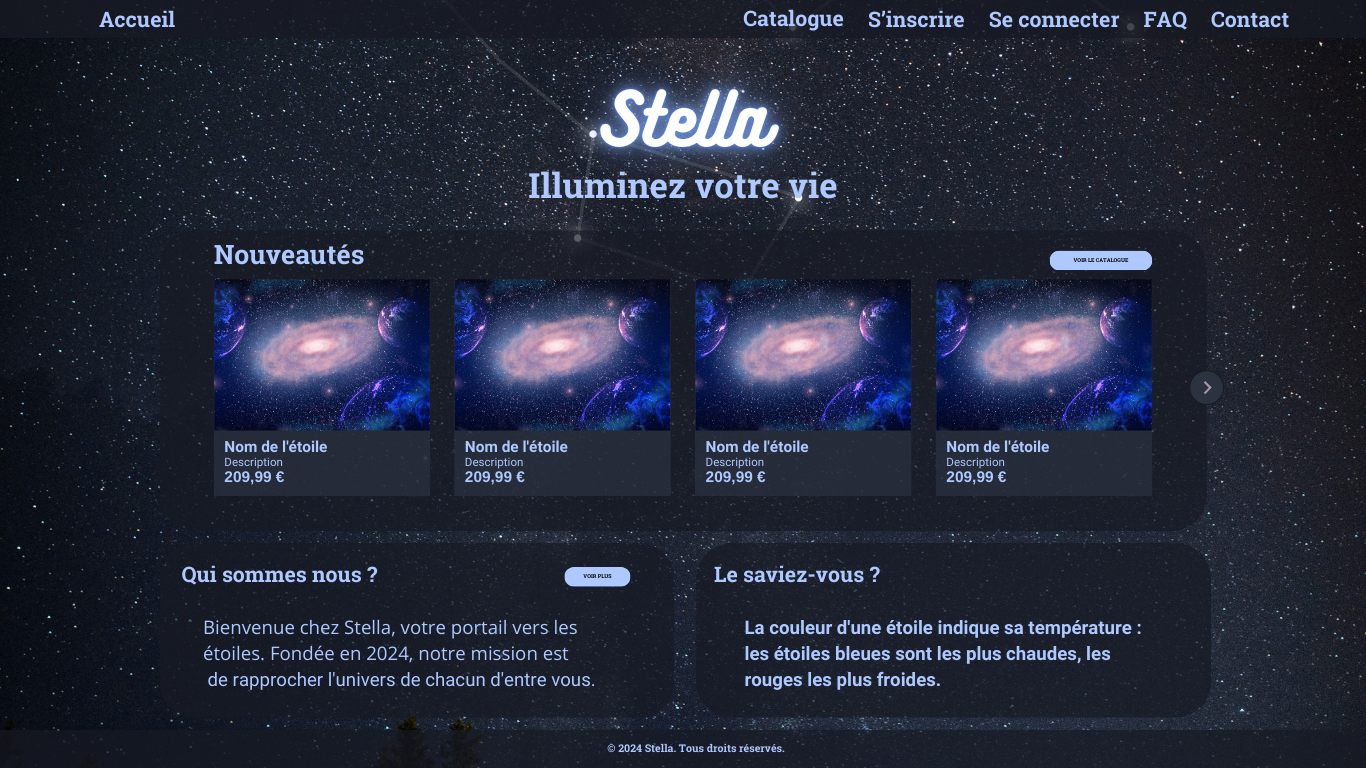 Accueil
Catalogue S'inscrire Se connecter FAQ Contact
Stella
Illuminez votre vie
Nouveautés
VOIR LE CATALOGUE
Nom de l'étoile
Description
209,99 €
Nom de l'étoile
Description
209,99 €
Nom de l'étoile
Description
209,99 €
Nom de l'étoile
Description
209,99 €
Qui sommes nous ?
VOIR PLUS
Bienvenue chez Stella, votre portail vers les
étoiles. Fondée en 2024, notre mission est
de rapprocher l'univers de chacun d'entre vous.
Le saviez-vous ?
La couleur d'une étoile indique sa température :
les étoiles bleues sont les plus chaudes, les
rouges les plus froides.
© 2024 Stella. Tous droits réservés.